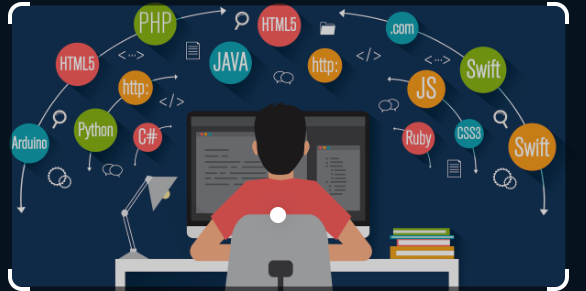 PHP
HTML5
.com
HTML5
JAVA
http:
Swift
http:
JS
Arduino
Python
C#
Ruby
CSS3
Swift